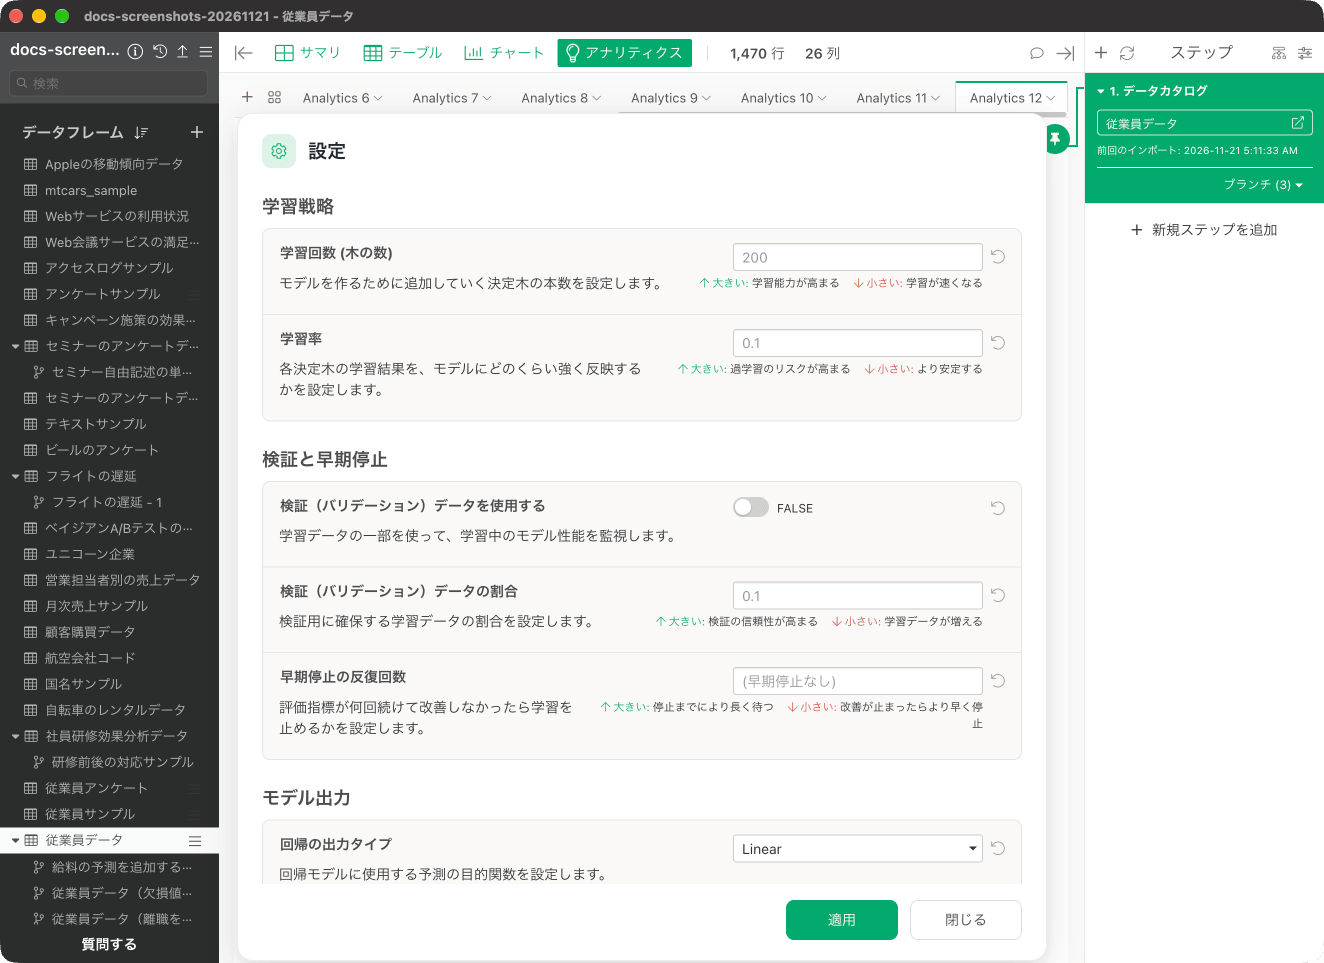 docs-screenshots-20261121 - 従業員データ
docs-screen...
検索
データフレーム
Appleの移動傾向データ
mtcars_sample
Webサービスの利用状況
Web会議サービスの満足…
アクセスログサンプル
アンケートサンプル
キャンペーン施策の効果…
セミナーのアンケートデ…
セミナー自由記述の単…
セミナーのアンケートデ…
テキストサンプル
ビールのアンケート
フライトの遅延
フライトの遅延 - 1
ベイジアンA/Bテストの…
ユニコーン企業
営業担当者別の売上データ
月次売上サンプル
顧客購買データ
航空会社コード
国名サンプル
自転車のレンタルデータ
社員研修効果分析データ
研修前後の対応サンプル
従業員アンケート
従業員サンプル
従業員データ
給料の予測を追加する…
従業員データ（欠損値…
従業員データ（離職を…
質問する
サマリ
テーブル
チャート
アナリティクス
1,470 行
26 列
Analytics 6
Analytics 7
Analytics 8
Analytics 9
Analytics 10
Analytics 11
Analytics 12
設定
学習戦略
学習回数 (木の数)
200
モデルを作るために追加していく決定木の本数を設定します。
↑ 大きい: 学習能力が高まる ↓ 小さい: 学習が速くなる
学習率
0.1
各決定木の学習結果を、モデルにどのくらい強く反映する
かを設定します。
↑ 大きい: 過学習のリスクが高まる ↓ 小さい: より安定する
検証と早期停止
検証（バリデーション）データを使用する
FALSE
学習データの一部を使って、学習中のモデル性能を監視します。
検証（バリデーション）データの割合
0.1
検証用に確保する学習データの割合を設定します。
↑ 大きい: 検証の信頼性が高まる ↓ 小さい: 学習データが増える
早期停止の反復回数
(早期停止なし)
評価指標が何回続けて改善しなかったら学習を
止めるかを設定します。
↑ 大きい: 停止までにより長く待つ ↓ 小さい: 改善が止まったらより早く停
止
モデル出力
回帰の出力タイプ
Linear
回帰モデルに使用する予測の目的関数を設定します。
適用
閉じる
ステップ
1. データカタログ
従業員データ
前回のインポート: 2026-11-21 5:11:33 AM
ブランチ (3)
新規ステップを追加